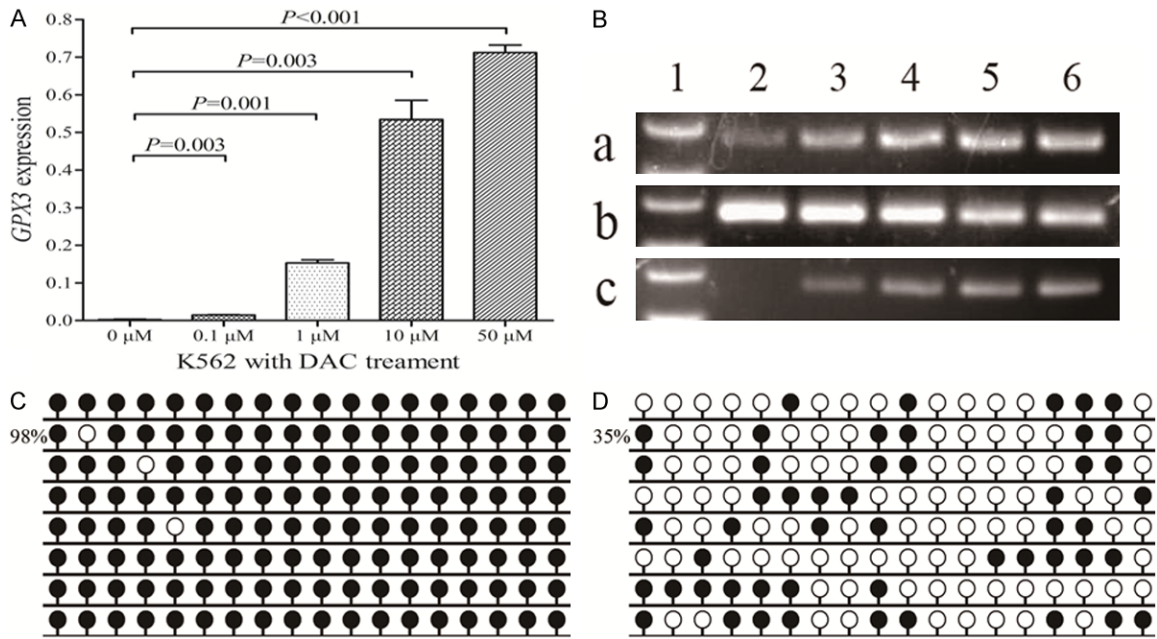 A
0.8
0.7
0.6
0.5
0.4
0.3
0.2
0.1
0.0
GPX3 expression
P<0.001
P=0.003
P=0.001
P=0.003
0 μM 0.1 μM 1 μM 10 μM 50 μM
K562 with DAC treament
B
1 2 3 4 5 6
a
b
c
C
98%
D
35%